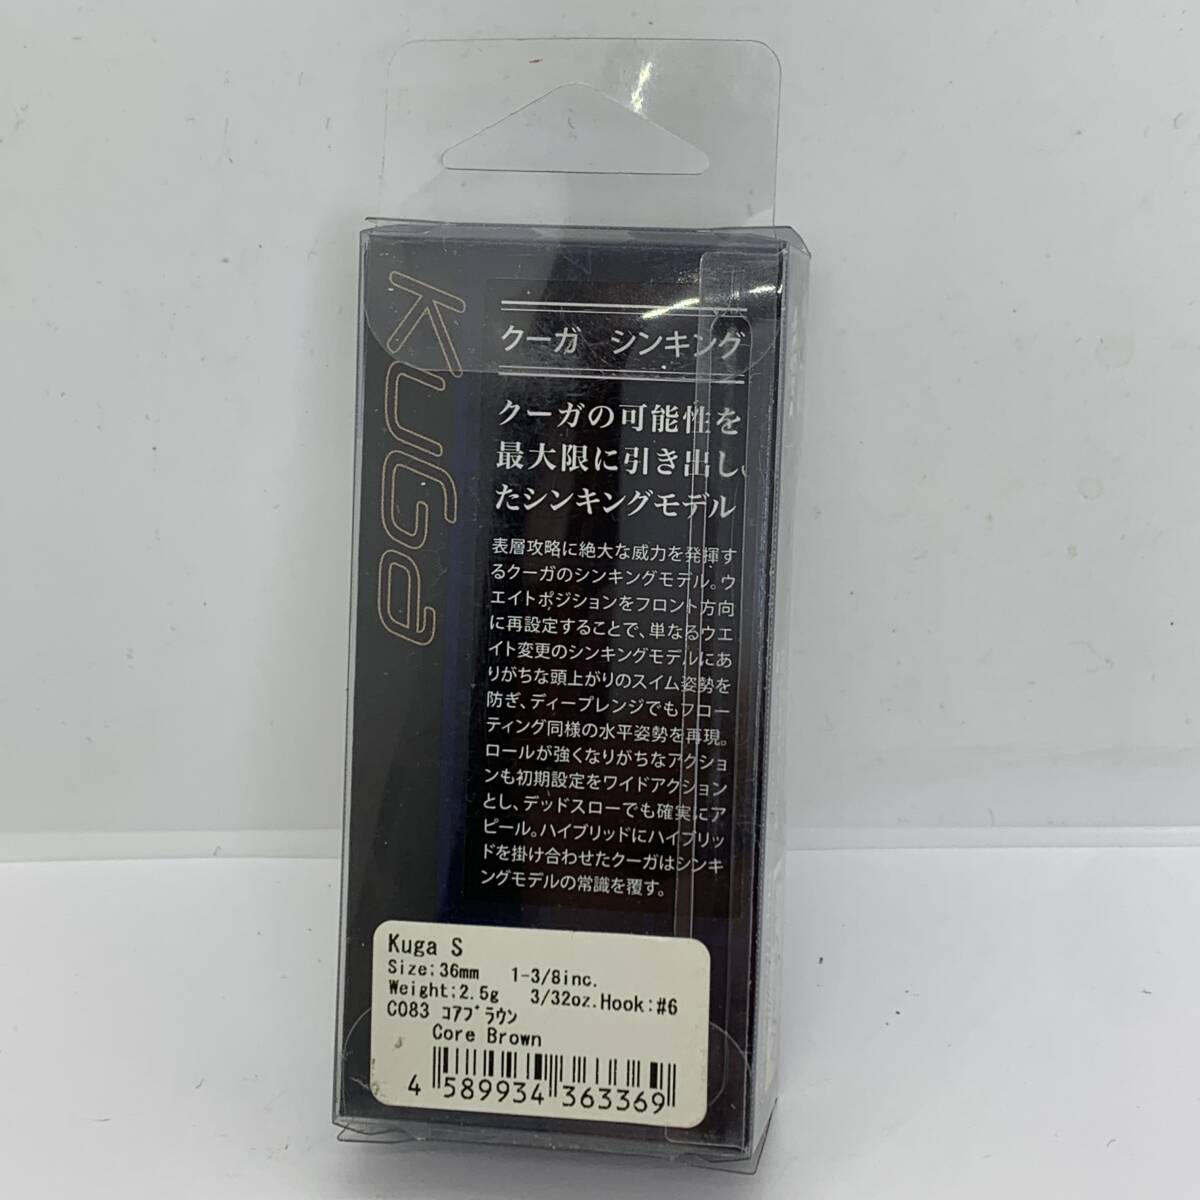 KUGa
クーガ シンキング
クーガの可能性を
最大限に引き出し
たシンキングモデル
表層攻略に絶大な威力を発揮す
るクーガのシンキングモデル。ウ
エイトポジションをフロント方向
に再設定することで、単なるウエ
イト変更のシンキングモデルにあ
りがちな頭上がりのスイム姿勢を
防ぎ、ディープレンジでもフロー
ティング同様の水平姿勢を再現。
ロールが強くなりがちなアクショ
ンも初期設定をワイドアクション
とし、デッドスローでも確実にア
ピール。ハイブリッドにハイブリッ
ドを掛け合わせたクーガはシンキ
ングモデルの常識を覆す。
Kuga S
Size:36mm 1-3/8inc.
Weight:2.5g 3/32oz.Hook:#6
C083 ｺｱﾌﾞﾗｳﾝ
Core Brown
4 589934 363369